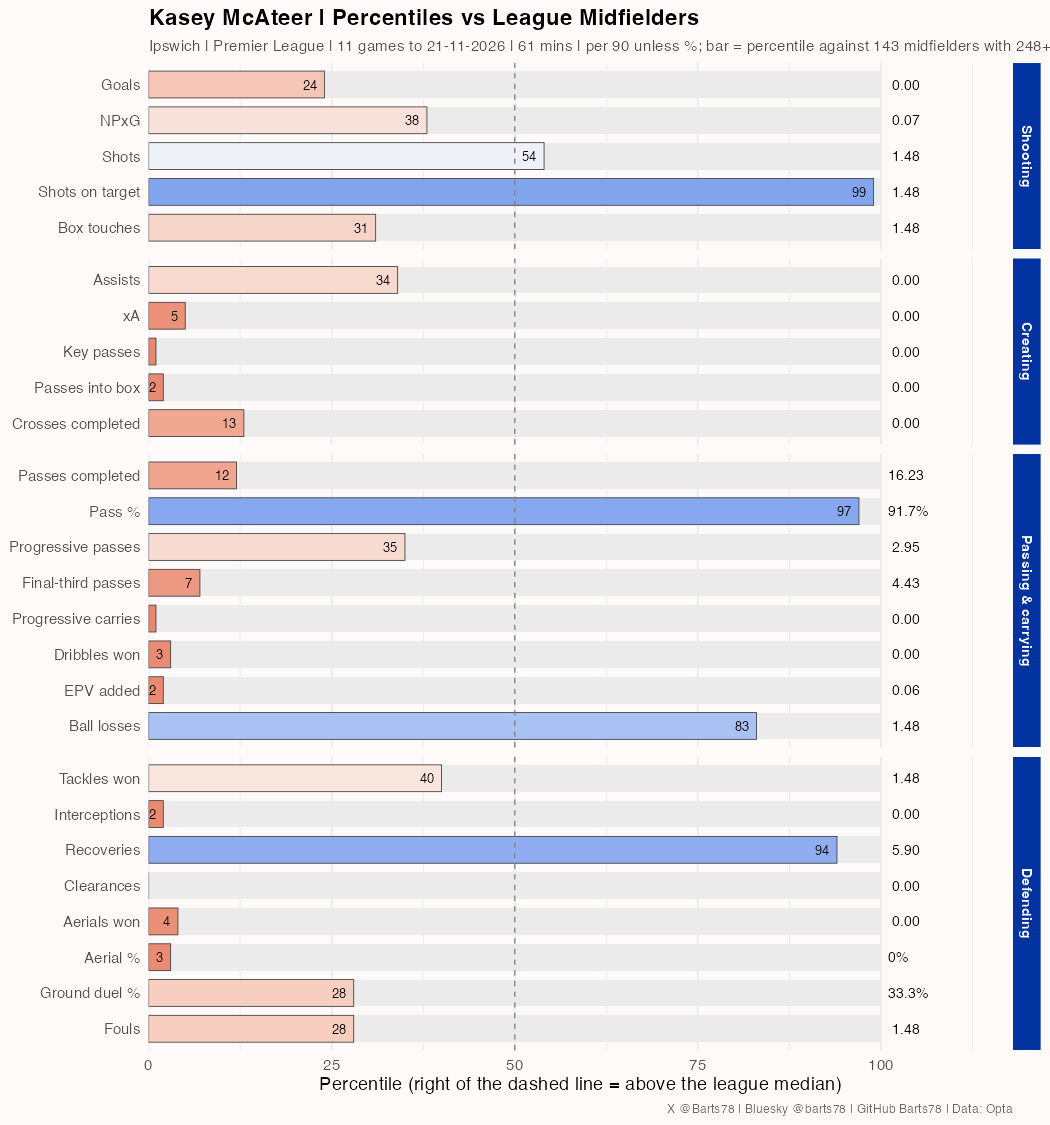 Kasey McAteer | Percentiles vs League Midfielders
Ipswich | Premier League | 11 games to 21-11-2026 | 61 mins | per 90 unless %; bar = percentile against 143 midfielders with 248+
Shooting
Goals 24 0.00
NPxG 38 0.07
Shots 54 1.48
Shots on target 99 1.48
Box touches 31 1.48
Creating
Assists 34 0.00
xA 5 0.00
Key passes 0.00
Passes into box 2 0.00
Crosses completed 13 0.00
Passing & carrying
Passes completed 12 16.23
Pass % 97 91.7%
Progressive passes 35 2.95
Final-third passes 7 4.43
Progressive carries 0.00
Dribbles won 3 0.00
EPV added 2 0.06
Ball losses 83 1.48
Defending
Tackles won 40 1.48
Interceptions 2 0.00
Recoveries 94 5.90
Clearances 0.00
Aerials won 4 0.00
Aerial % 3 0%
Ground duel % 28 33.3%
Fouls 28 1.48
0 25 50 75 100
Percentile (right of the dashed line = above the league median)
X @Barts78 | Bluesky @barts78 | GitHub Barts78 | Data: Opta